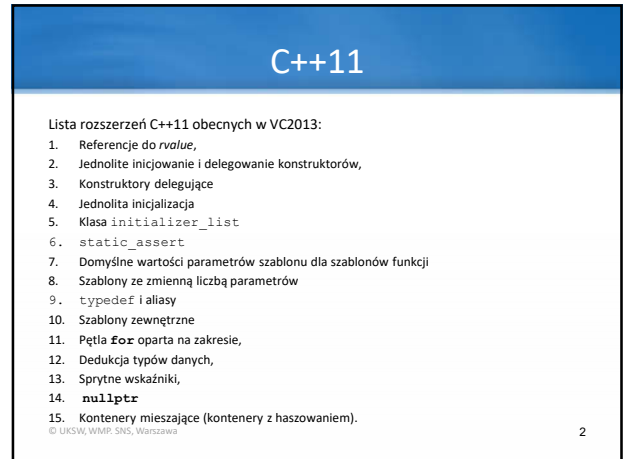 C++11
Lista rozszerzeń C++11 obecnych w VC2013:
1. Referencje do rvalue,
2. Jednolite inicjowanie i delegowanie konstruktorów,
3. Konstruktory delegujące
4. Jednolita inicjalizacja
5. Klasa initializer_list
6. static_assert
7. Domyślne wartości parametrów szablonu dla szablonów funkcji
8. Szablony ze zmienną liczbą parametrów
9. typedef i aliasy
10. Szablony zewnętrzne
11. Pętla for oparta na zakresie,
12. Dedukcja typów danych,
13. Sprytne wskaźniki,
14. nullptr
15. Kontenery mieszające (kontenery z haszowaniem).
© UKSW, WMP. SNS, Warszawa
2